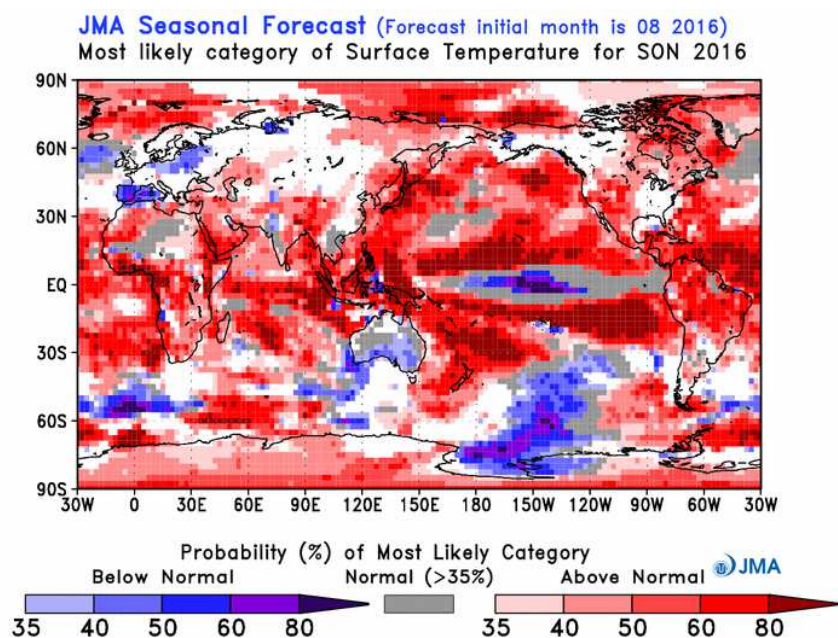 JMA Seasonal Forecast (Forecast initial month is 08 2016)
Most likely category of Surface Temperature for SON 2016
90N
60N
30N
EQ
30S
60S
90S
30W 0 30E 60E 90E 120E 150E 180 150W 120W 90W 60W 30W
Probability (%) of Most Likely Category
JMA
Below Normal Normal (>35%) Above Normal
35 40 50 60 80 35 40 50 60 80